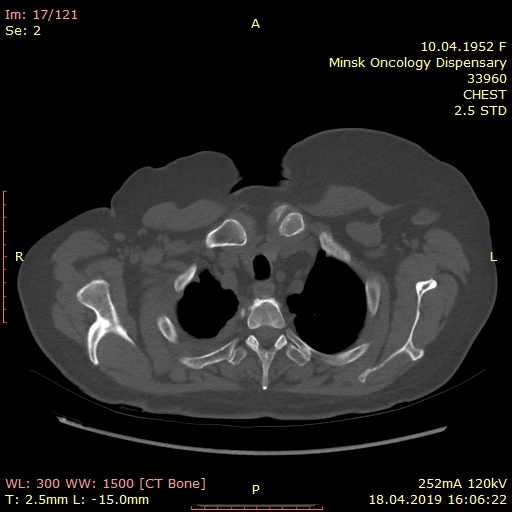 Im: 17/121
Se: 2
A
10.04.1952 F
Minsk Oncology Dispensary
33960
CHEST
2.5 STD
R
L
WL: 300 WW: 1500 [CT Bone]
T: 2.5mm L: -15.0mm
P
252mA 120kV
18.04.2019 16:06:22